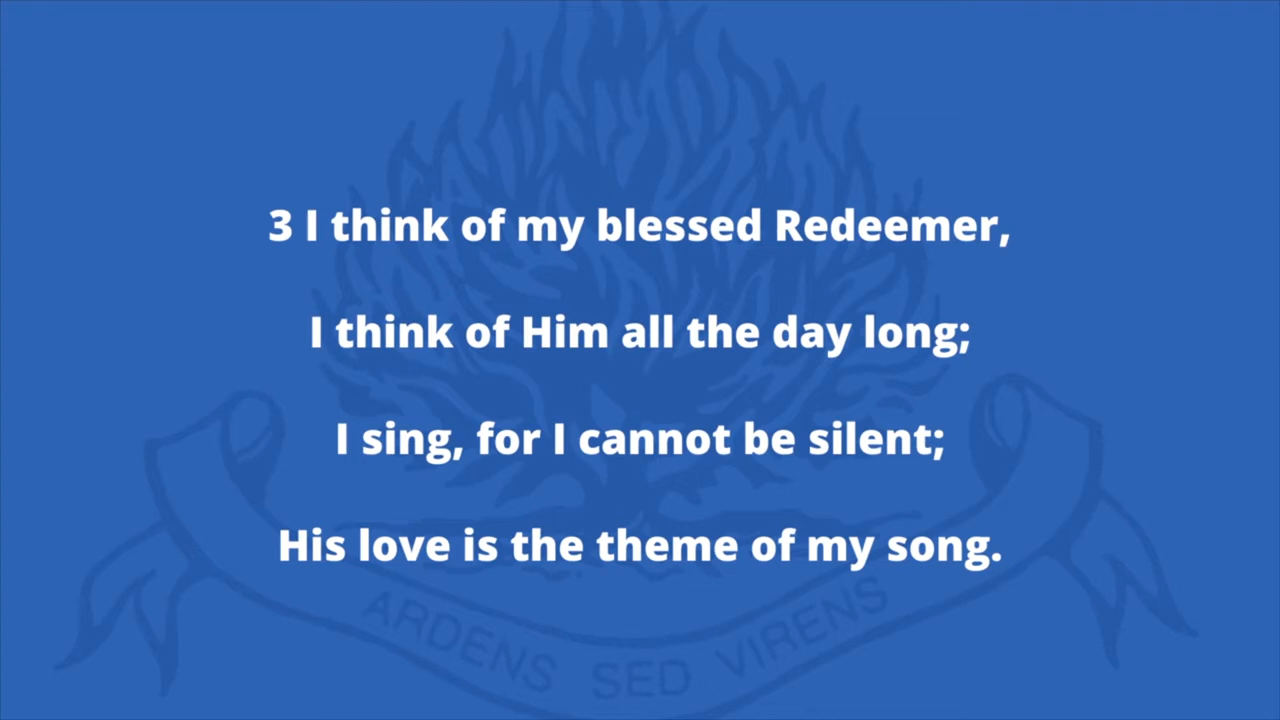 3 I think of my blessed Redeemer,
I think of Him all the day long;
I sing, for I cannot be silent;
His love is the theme of my song.
ARDENS SED VIRENS